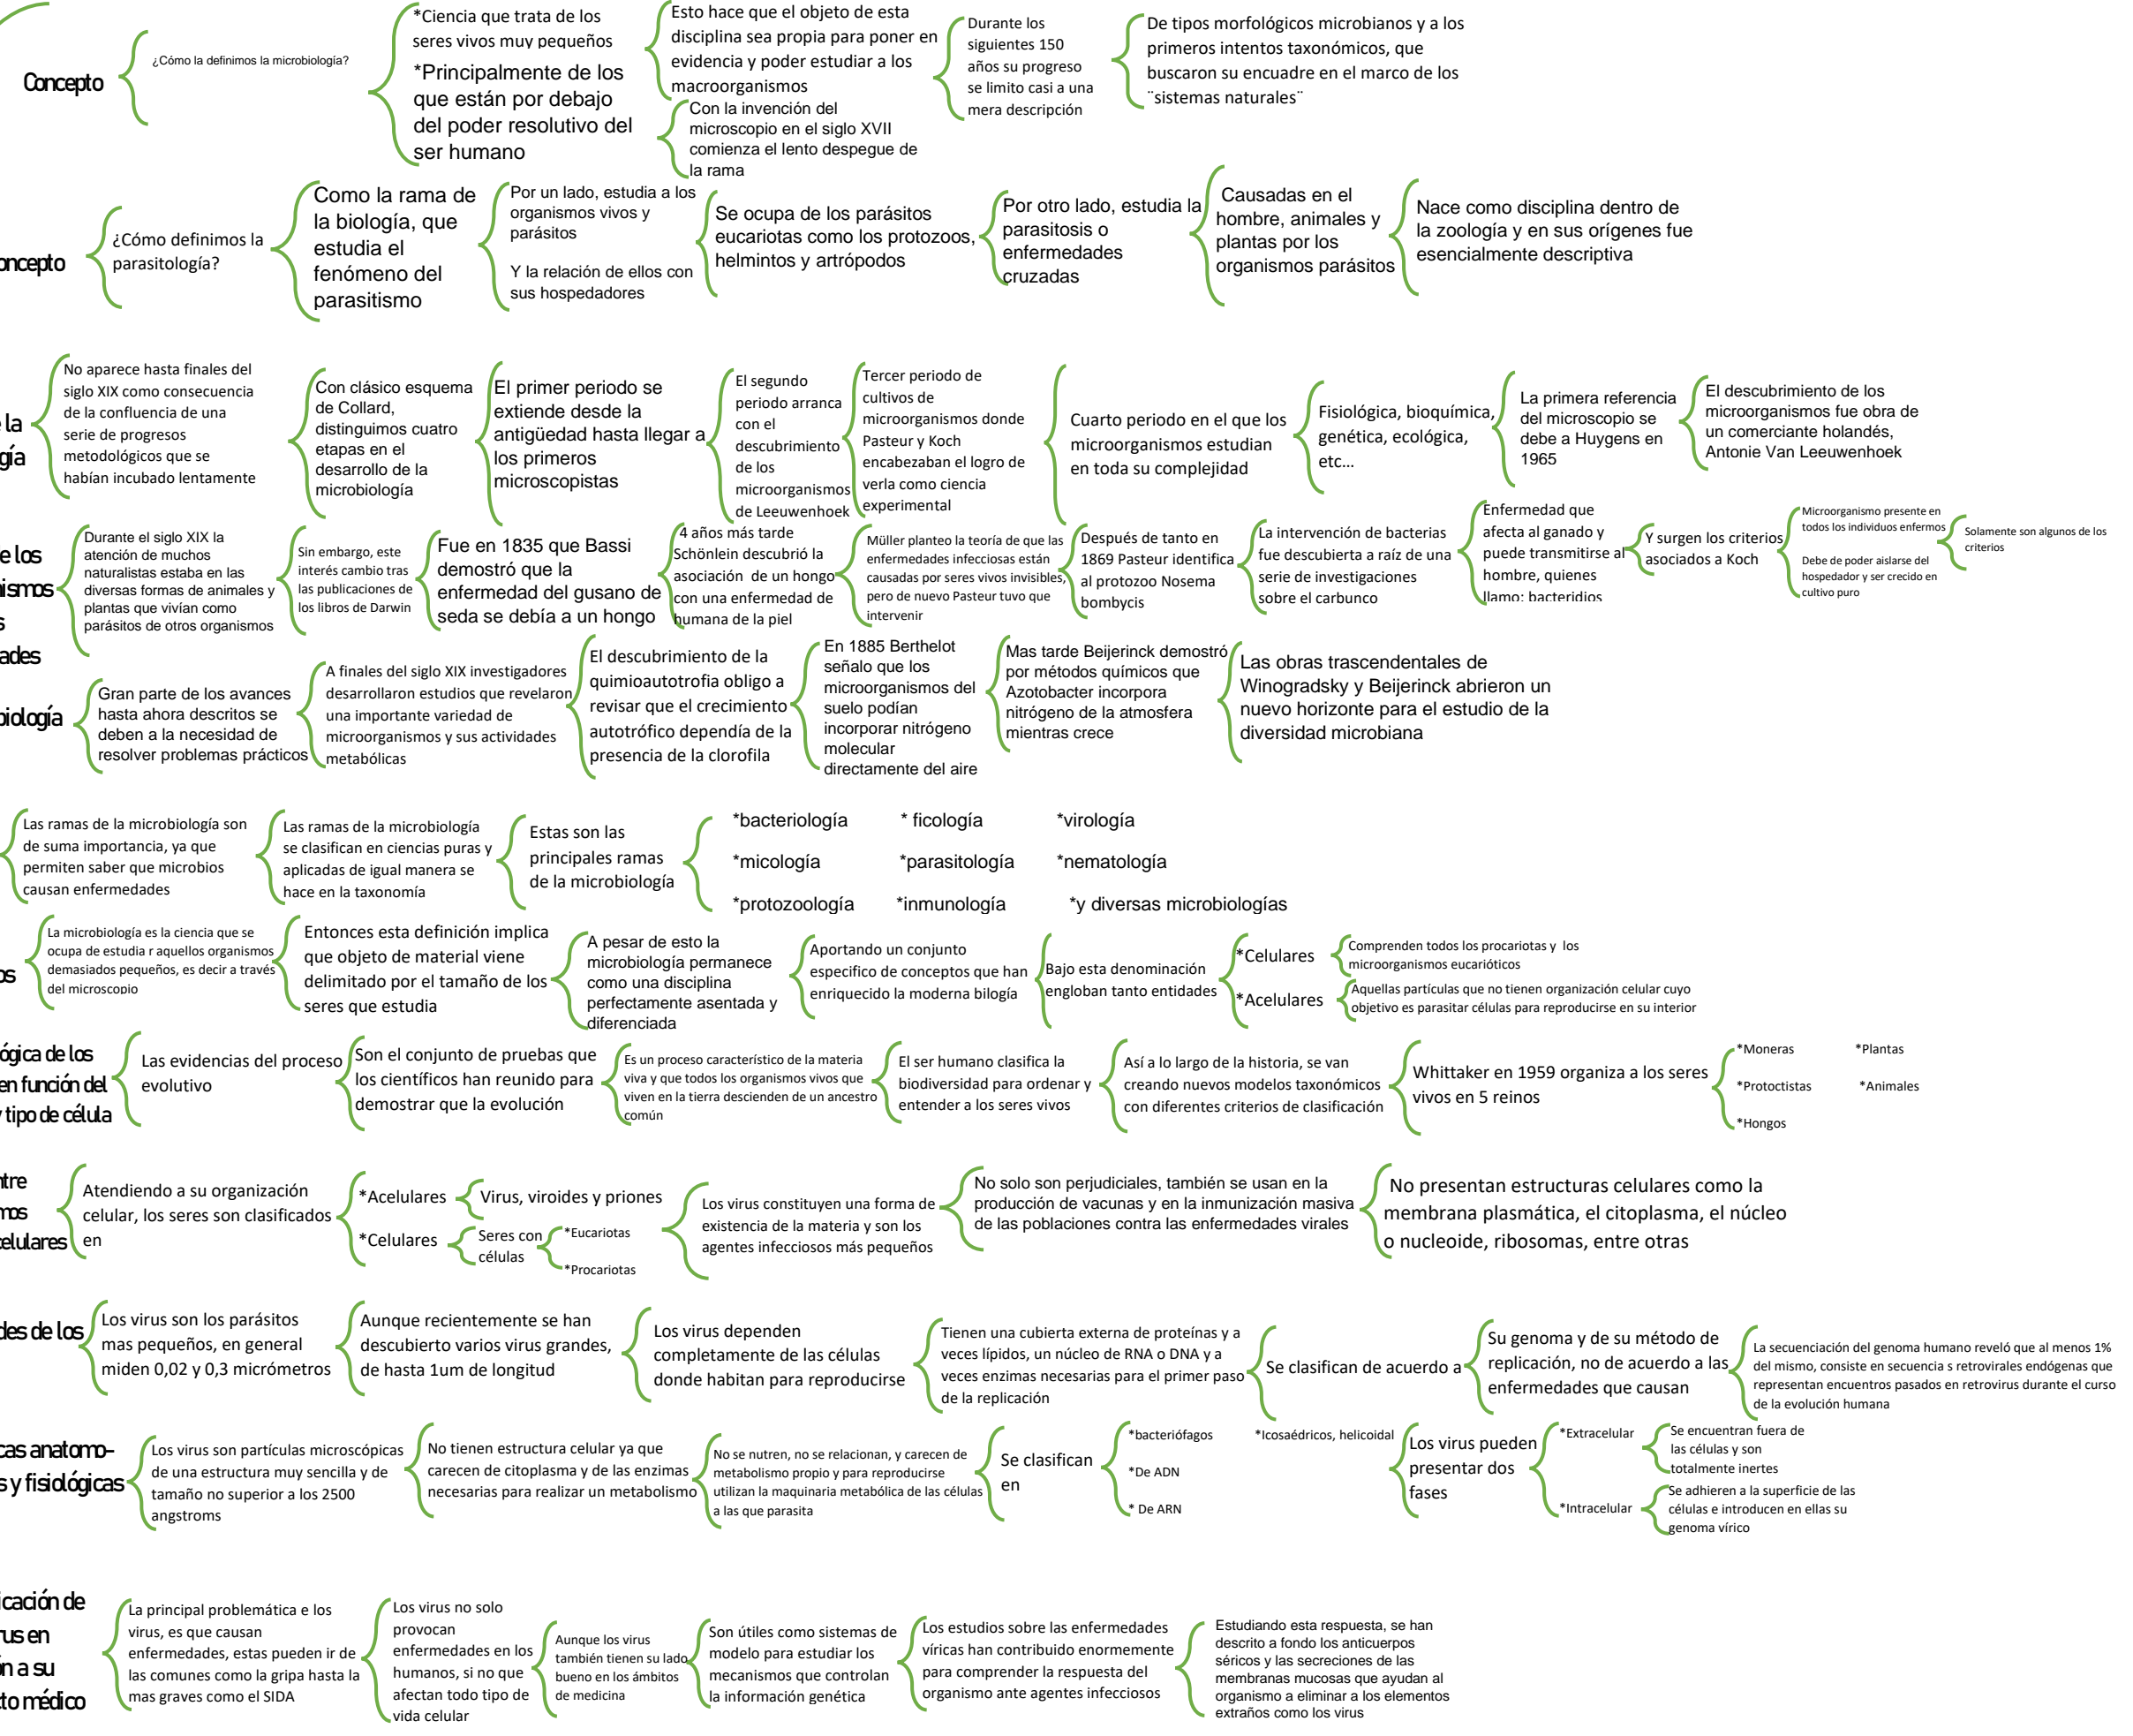 Concepto
¿Cómo la definimos la microbiología?
*Ciencia que trata de los
seres vivos muy pequeños
*Principalmente de los
que están por debajo
del poder resolutivo del
ser humano
Esto hace que el objeto de esta
disciplina sea propia para poner en
evidencia y poder estudiar a los
macroorganismos
Con la invención del
microscopio en el siglo XVII
comienza el lento despegue de
la rama
Durante los
siguientes 150
años su progreso
se limito casi a una
mera descripción
De tipos morfológicos microbianos y a los
primeros intentos taxonómicos, que
buscaron su encuadre en el marco de los
¨sistemas naturales¨
oncepto
¿Cómo definimos la
parasitología?
Como la rama de
la biología, que
estudia el
fenómeno del
parasitismo
Por un lado, estudia a los
organismos vivos y
parásitos
Y la relación de ellos con
sus hospedadores
Se ocupa de los parásitos
eucariotas como los protozoos,
helmintos y artrópodos
Por otro lado, estudia la
parasitosis o
enfermedades
cruzadas
Causadas en el
hombre, animales y
plantas por los
organismos parásitos
Nace como disciplina dentro de
la zoología y en sus orígenes fue
esencialmente descriptiva
la
gía
No aparece hasta finales del
siglo XIX como consecuencia
de la confluencia de una
serie de progresos
metodológicos que se
habían incubado lentamente
Con clásico esquema
de Collard,
distinguimos cuatro
etapas en el
desarrollo de la
microbiología
El primer periodo se
extiende desde la
antigüedad hasta llegar a
los primeros
microscopistas
El segundo
periodo arranca
con el
descubrimiento
de los
microorganismos
de Leeuwenhoek
Tercer periodo de
cultivos de
microorganismos donde
Pasteur y Koch
encabezaban el logro de
verla como ciencia
experimental
Cuarto periodo en el que los
microorganismos estudian
en toda su complejidad
Fisiológica, bioquímica,
genética, ecológica,
etc...
La primera referencia
del microscopio se
debe a Huygens en
1965
El descubrimiento de los
microorganismos fue obra de
un comerciante holandés,
Antonie Van Leeuwenhoek
e los
nismos
s
ades
Durante el siglo XIX la
atención de muchos
naturalistas estaba en las
diversas formas de animales y
plantas que vivían como
parásitos de otros organismos
Sin embargo, este
interés cambio tras
las publicaciones de
los libros de Darwin
Fue en 1835 que Bassi
demostró que la
enfermedad del gusano de
seda se debía a un hongo
4 años más tarde
Schönlein descubrió la
asociación de un hongo
con una enfermedad de
humana de la piel
Müller planteo la teoría de que las
enfermedades infecciosas están
causadas por seres vivos invisibles,
pero de nuevo Pasteur tuvo que
intervenir
Después de tanto en
1869 Pasteur identifica
al protozoo Nosema
bombycis
La intervención de bacterias
fue descubierta a raíz de una
serie de investigaciones
sobre el carbunco
Enfermedad que
afecta al ganado y
puede transmitirse al
hombre, quienes
llamo: bacteridios
Y surgen los criterios
asociados a Koch
Microorganismo presente en
todos los individuos enfermos
Debe de poder aislarse del
hospedador y ser crecido en
cultivo puro
Solamente son algunos de los
criterios
biología
Gran parte de los avances
hasta ahora descritos se
deben a la necesidad de
resolver problemas prácticos
A finales del siglo XIX investigadores
desarrollaron estudios que revelaron
una importante variedad de
microorganismos y sus actividades
metabólicas
El descubrimiento de la
quimioautotrofia obligo a
revisar que el crecimiento
autotrófico dependía de la
presencia de la clorofila
En 1885 Berthelot
señalo que los
microorganismos del
suelo podían
incorporar nitrógeno
molecular
directamente del aire
Mas tarde Beijerinck demostró
por métodos químicos que
Azotobacter incorpora
nitrógeno de la atmosfera
mientras crece
Las obras trascendentales de
Winogradsky y Beijerinck abrieron un
nuevo horizonte para el estudio de la
diversidad microbiana
Las ramas de la microbiología son
de suma importancia, ya que
permiten saber que microbios
causan enfermedades
Las ramas de la microbiología
se clasifican en ciencias puras y
aplicadas de igual manera se
hace en la taxonomía
Estas son las
principales ramas
de la microbiología
*bacteriología * ficología *virología
*micología *parasitología *nematología
*protozoología *inmunología *y diversas microbiologías
os
La microbiología es la ciencia que se
ocupa de estudia r aquellos organismos
demasiados pequeños, es decir a través
del microscopio
Entonces esta definición implica
que objeto de material viene
delimitado por el tamaño de los
seres que estudia
A pesar de esto la
microbiología permanece
como una disciplina
perfectamente asentada y
diferenciada
Aportando un conjunto
especifico de conceptos que han
enriquecido la moderna bilogía
Bajo esta denominación
engloban tanto entidades
*Celulares
Comprenden todos los procariotas y los
microorganismos eucarióticos
*Acelulares
Aquellas partículas que no tienen organización celular cuyo
objetivo es parasitar células para reproducirse en su interior
ógica de los
en función del
y tipo de célula
Las evidencias del proceso
evolutivo
Son el conjunto de pruebas que
los científicos han reunido para
demostrar que la evolución
Es un proceso característico de la materia
viva y que todos los organismos vivos que
viven en la tierra descienden de un ancestro
común
El ser humano clasifica la
biodiversidad para ordenar y
entender a los seres vivos
Así a lo largo de la historia, se van
creando nuevos modelos taxonómicos
con diferentes criterios de clasificación
Whittaker en 1959 organiza a los seres
vivos en 5 reinos
*Moneras *Plantas
*Protoctistas *Animales
*Hongos
ntre
mos
celulares
Atendiendo a su organización
celular, los seres son clasificados
en
*Acelulares
Virus, viroides y priones
*Celulares
Seres con
células
*Eucariotas
*Procariotas
Los virus constituyen una forma de
existencia de la materia y son los
agentes infecciosos más pequeños
No solo son perjudiciales, también se usan en la
producción de vacunas y en la inmunización masiva
de las poblaciones contra las enfermedades virales
No presentan estructuras celulares como la
membrana plasmática, el citoplasma, el núcleo
o nucleoide, ribosomas, entre otras
des de los
Los virus son los parásitos
mas pequeños, en general
miden 0,02 y 0,3 micrómetros
Aunque recientemente se han
descubierto varios virus grandes,
de hasta 1um de longitud
Los virus dependen
completamente de las células
donde habitan para reproducirse
Tienen una cubierta externa de proteínas y a
veces lípidos, un núcleo de RNA o DNA y a
veces enzimas necesarias para el primer paso
de la replicación
Se clasifican de acuerdo a
Su genoma y de su método de
replicación, no de acuerdo a las
enfermedades que causan
La secuenciación del genoma humano reveló que al menos 1%
del mismo, consiste en secuencia s retrovirales endógenas que
representan encuentros pasados en retrovirus durante el curso
de la evolución humana
cas anatomo-
s y fisiológicas
Los virus son partículas microscópicas
de una estructura muy sencilla y de
tamaño no superior a los 2500
angstroms
No tienen estructura celular ya que
carecen de citoplasma y de las enzimas
necesarias para realizar un metabolismo
No se nutren, no se relacionan, y carecen de
metabolismo propio y para reproducirse
utilizan la maquinaria metabólica de las células
a las que parasita
Se clasifican
en
*bacteriófagos *Icosaédricos, helicoidal
*De ADN
* De ARN
Los virus pueden
presentar dos
fases
*Extracelular
Se encuentran fuera de
las células y son
totalmente inertes
*Intracelular
Se adhieren a la superficie de las
células e introducen en ellas su
genoma vírico
icación de
rus en
ón a su
cto médico
La principal problemática e los
virus, es que causan
enfermedades, estas pueden ir de
las comunes como la gripa hasta la
mas graves como el SIDA
Los virus no solo
provocan
enfermedades en los
humanos, si no que
afectan todo tipo de
vida celular
Aunque los virus
también tienen su lado
bueno en los ámbitos
de medicina
Son útiles como sistemas de
modelo para estudiar los
mecanismos que controlan
la información genética
Los estudios sobre las enfermedades
víricas han contribuido enormemente
para comprender la respuesta del
organismo ante agentes infecciosos
Estudiando esta respuesta, se han
descrito a fondo los anticuerpos
séricos y las secreciones de las
membranas mucosas que ayudan al
organismo a eliminar a los elementos
extraños como los virus